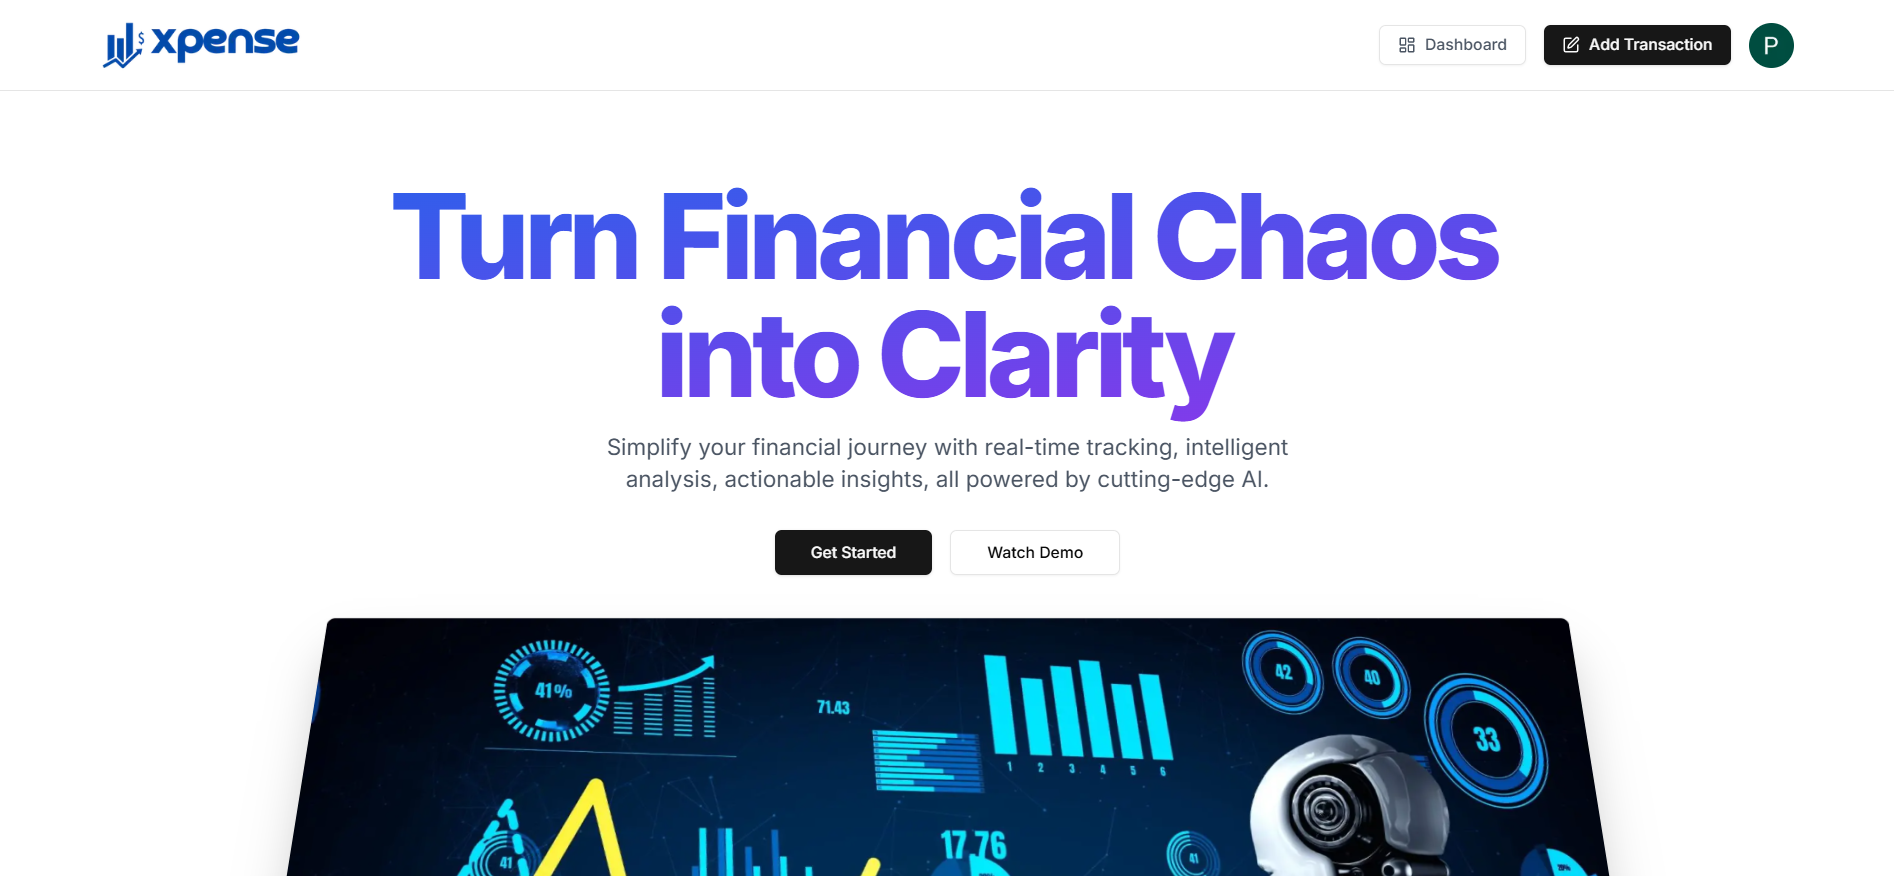 $ xpense
Dashboard
Add Transaction
P
Turn Financial Chaos
into Clarity
Simplify your financial journey with real-time tracking, intelligent
analysis, actionable insights, all powered by cutting-edge AI.
Get Started
Watch Demo
41%
71.43
1 2 3 4 5 6
42
40
33
41
17.76
41